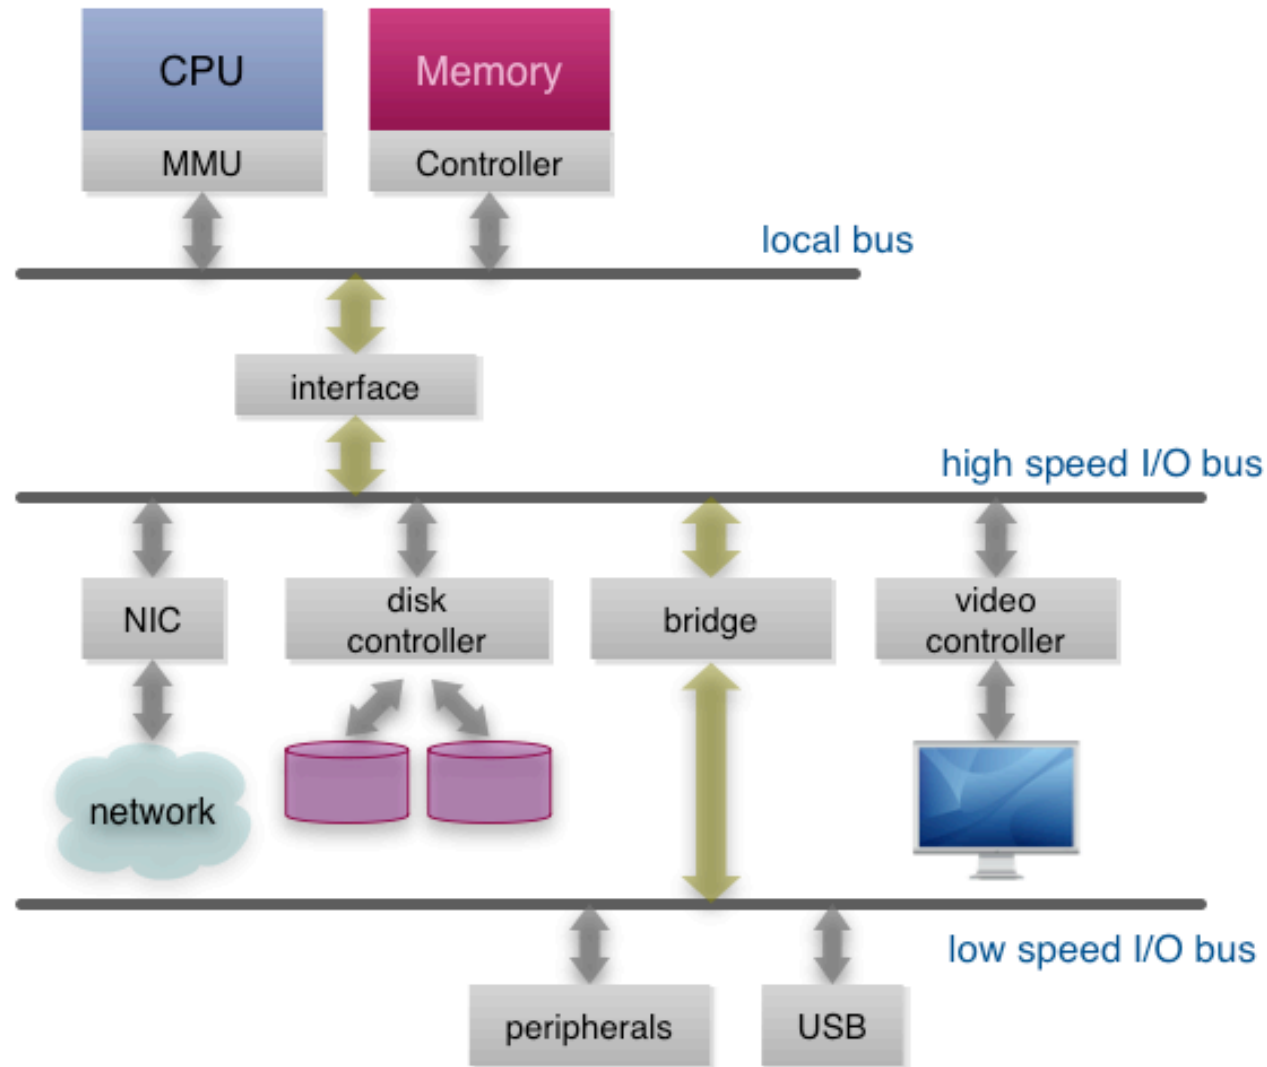 CPU
Memory
MMU
Controller
local bus
interface
high speed I/O bus
NIC
disk
controller
bridge
video
controller
network
low speed I/O bus
peripherals
USB